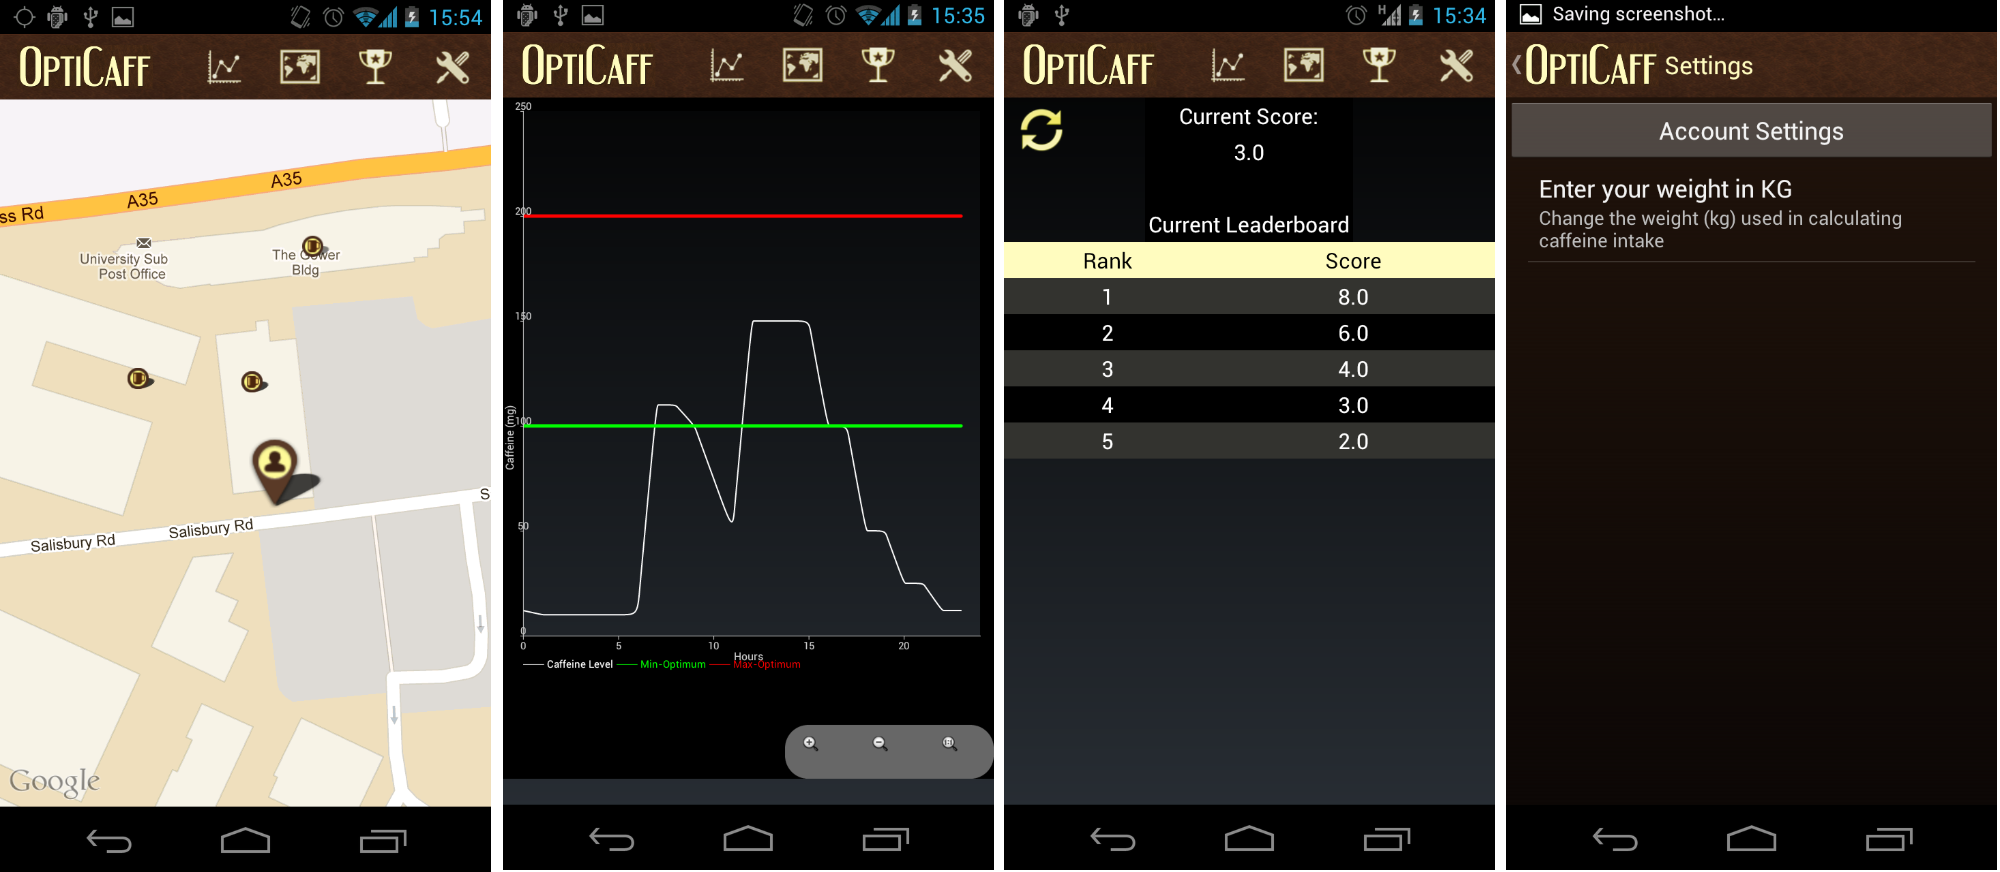 15:54
OPTICAFF
A35
A35
ss Rd
University Sub
Post Office
The Gower
Bldg
Salisbury Rd
Salisbury Rd
S
Google
15:35
OPTICAFF
250
200
150
100
50
0
Caffeine (mg)
0 5 10 15 20
Hours
Caffeine Level Min-Optimum Max-Optimum
H 15:34
OPTICAFF
Current Score:
3.0
Current Leaderboard
Rank Score
1 8.0
2 6.0
3 4.0
4 3.0
5 2.0
Saving screenshot...
OPTICAFF Settings
Account Settings
Enter your weight in KG
Change the weight (kg) used in calculating
caffeine intake